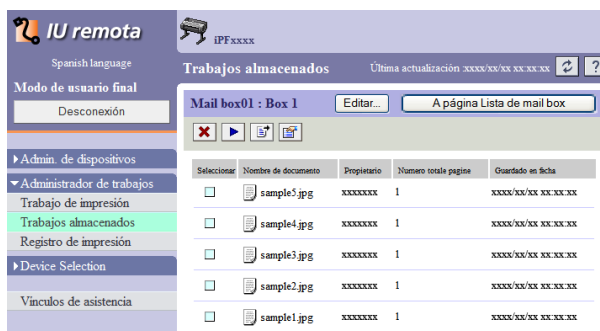 IU remota
Spanish language
Modo de usuario final
Desconexión
Admin. de dispositivos
Administrador de trabajos
Trabajo de impresión
Trabajos almacenados
Registro de impresión
Device Selection
Vínculos de asistencia
iPFxxxx
Trabajos almacenados Última actualización :xxxx/xx/xx xx:xx:xx ?
Mail box01 : Box 1 Editar... A página Lista de mail box
Seleccionar Nombre de documento Propietario Numero totale pagine Guardado en fecha
sample5.jpg xxxxxxx 1 xxxx/xx/xx xx:xx:xx
sample4.jpg xxxxxxx 1 xxxx/xx/xx xx:xx:xx
sample3.jpg xxxxxxx 1 xxxx/xx/xx xx:xx:xx
sample2.jpg xxxxxxx 1 xxxx/xx/xx xx:xx:xx
sample1.jpg xxxxxxx 1 xxxx/xx/xx xx:xx:xx